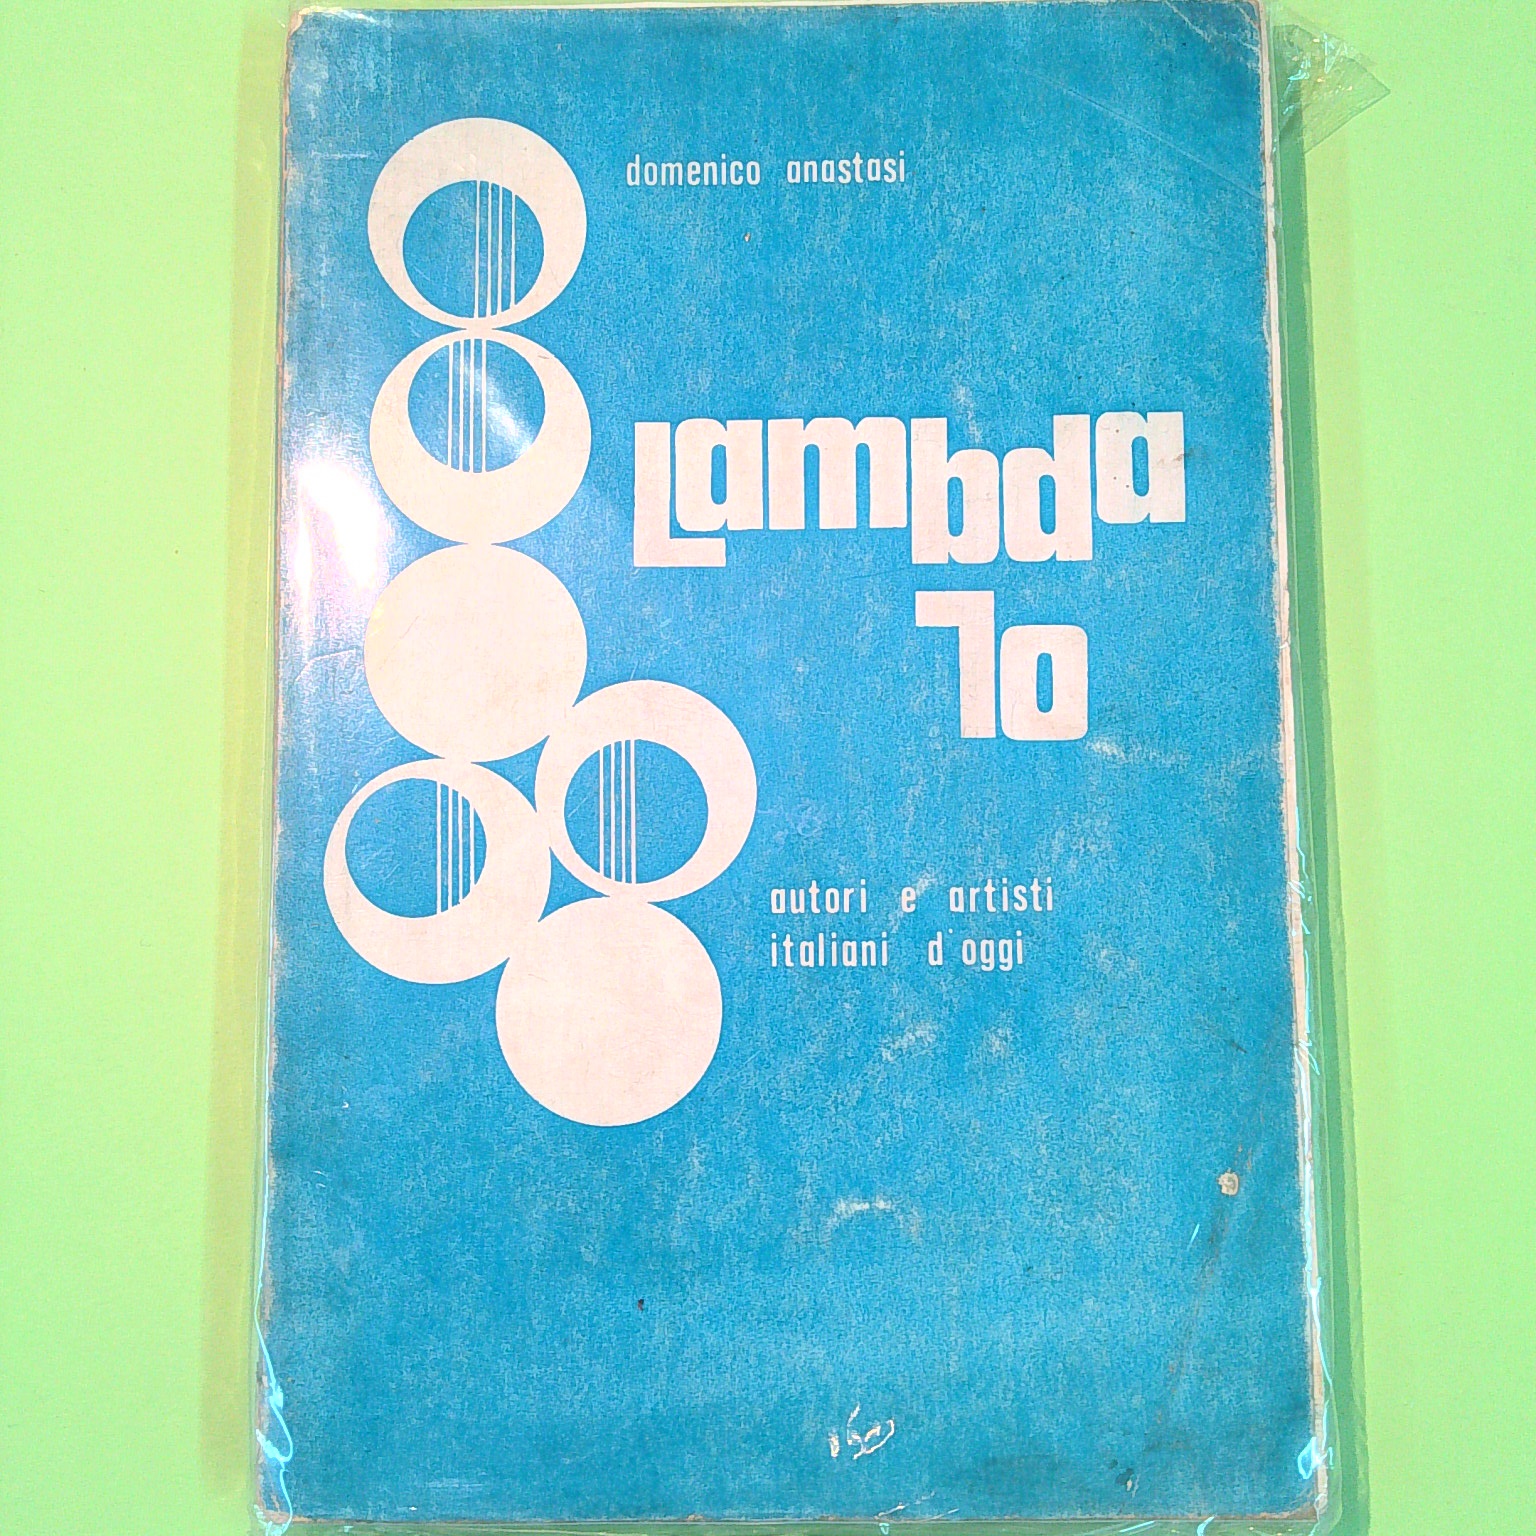 domenico anastasi
Lambda
70
autori e artisti
italiani d'oggi